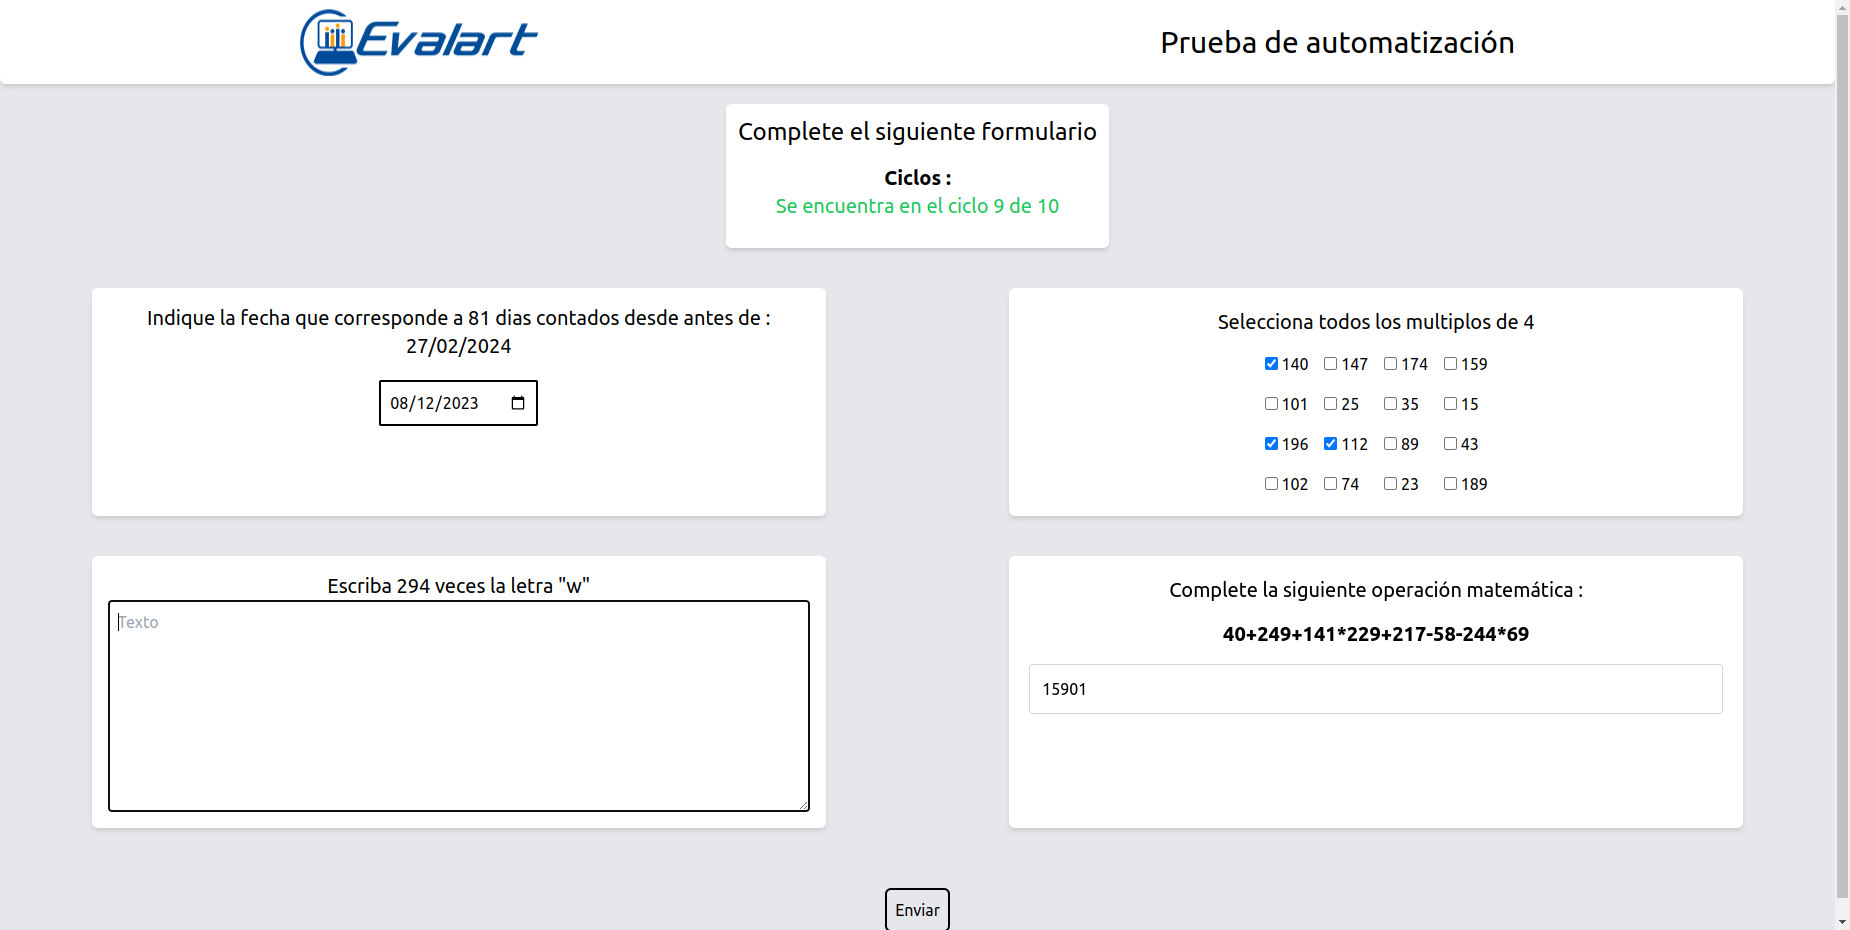 Evalart
Prueba de automatización
Complete el siguiente formulario
Ciclos :
Se encuentra en el ciclo 9 de 10
Indique la fecha que corresponde a 81 dias contados desde antes de :
27/02/2024
08/12/2023
Selecciona todos los multiplos de 4
140 147 174 159
101 25 35 15
196 112 89 43
102 74 23 189
Escriba 294 veces la letra "w"
Texto
Complete la siguiente operación matemática :
40+249+141*229+217-58-244*69
15901
Enviar